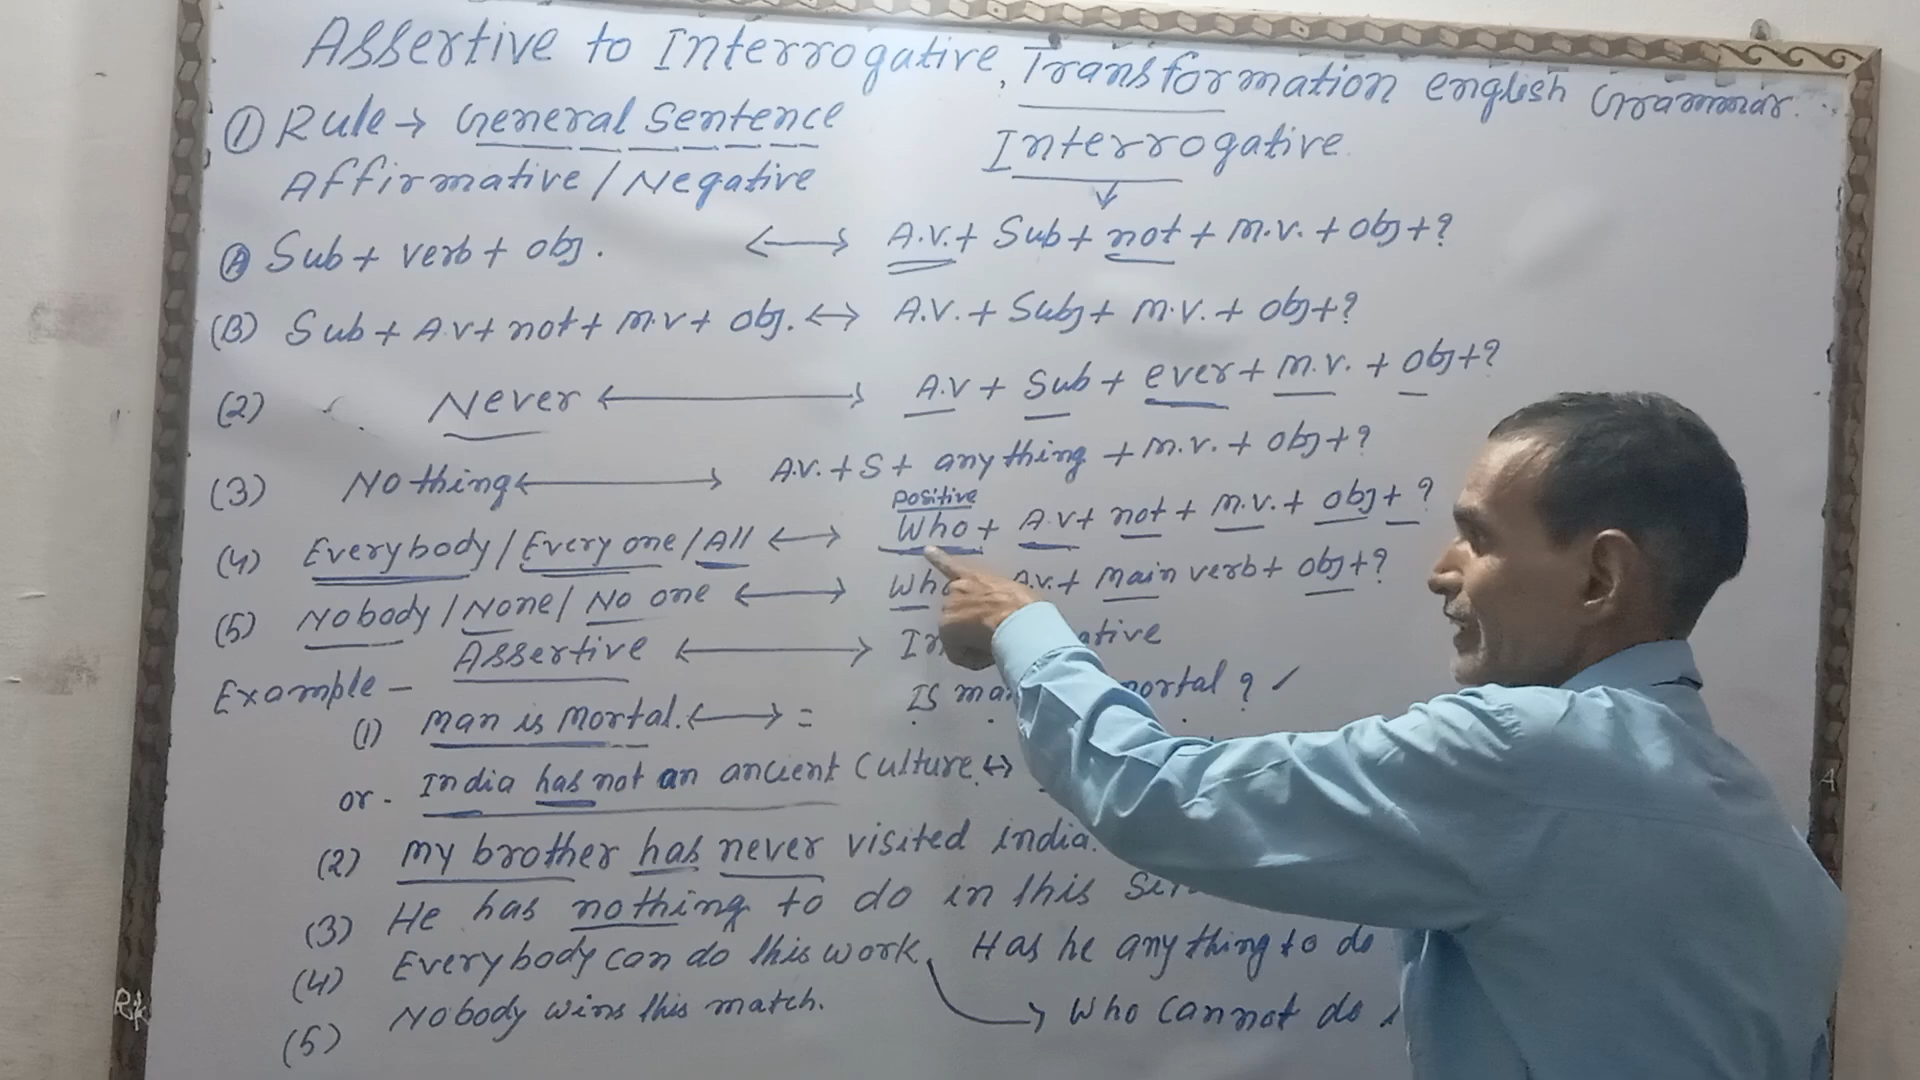 Assertive to Interrogative, Transformation english Grammar.
① Rule → General Sentence
Interrogative
Affirmative / Negative
Ⓐ Sub + verb + obj. ↔ A.V. + Sub + not + M.V. + obj + ?
(B) Sub + A.V + not + M.V + obj. ↔ A.V. + Subj + M.V. + obj + ?
(2) Never ↔ A.V + Sub + ever + M.V. + obj + ?
(3) Nothing ↔ A.V. + S + anything + M.V. + obj + ?
positive
(4) Everybody / Every one / All ↔ Who + A.V + not + M.V. + obj + ?
(5) Nobody / None / No one ↔ Who A.V. + Main verb + obj + ?
Assertive ↔
Example -
(1) Man is Mortal. ↔ = Is mortal ? ✓
or - India has not an ancient Culture ↔
(2) My brother has never visited india.
(3) He has nothing to do in this
Has he anything to do
(4) Everybody can do this work.
→ Who cannot do
(5) Nobody wins this match.
Rk
A